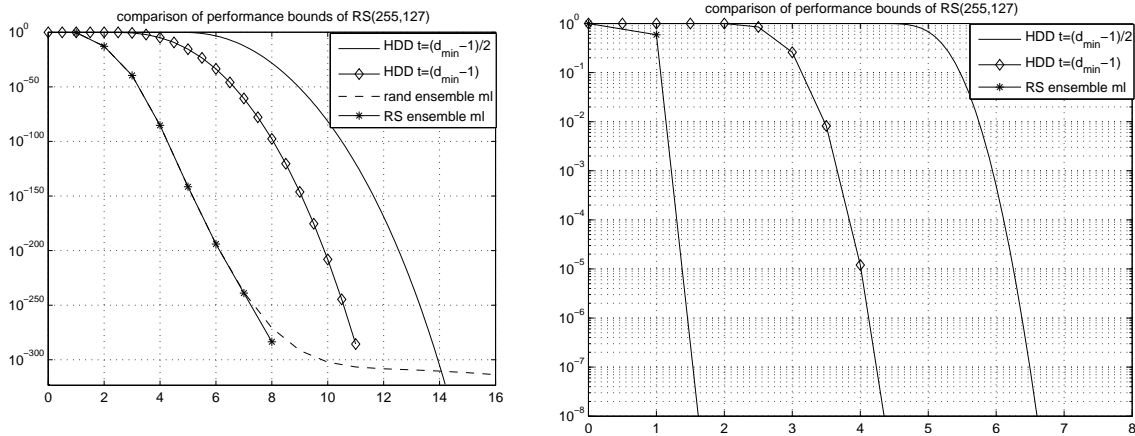 comparison of performance bounds of RS(255,127)
10^0
10^−50
10^−100
10^−150
10^−200
10^−250
10^−300
0 2 4 6 8 10 12 14 16
HDD t=(d_min−1)/2
HDD t=(d_min−1)
rand ensemble ml
RS ensemble ml
comparison of performance bounds of RS(255,127)
10^0
10^−1
10^−2
10^−3
10^−4
10^−5
10^−6
10^−7
10^−8
0 1 2 3 4 5 6 7 8
HDD t=(d_min−1)/2
HDD t=(d_min−1)
RS ensemble ml